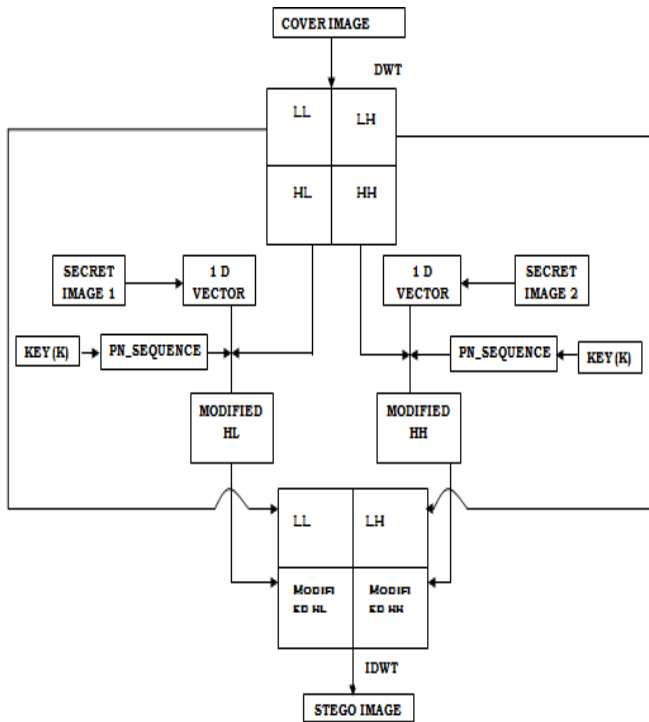 COVER IMAGE
DWT
LL
LH
HL
HH
SECRET
IMAGE 1
1 D
VECTOR
1 D
VECTOR
SECRET
IMAGE 2
KEY (K)
PN_SEQUENCE
PN_SEQUENCE
KEY (K)
MODIFIED
HL
MODIFIED
HH
LL
LH
MODIFI
ED HL
MODIFI
ED HH
IDWT
STEGO IMAGE